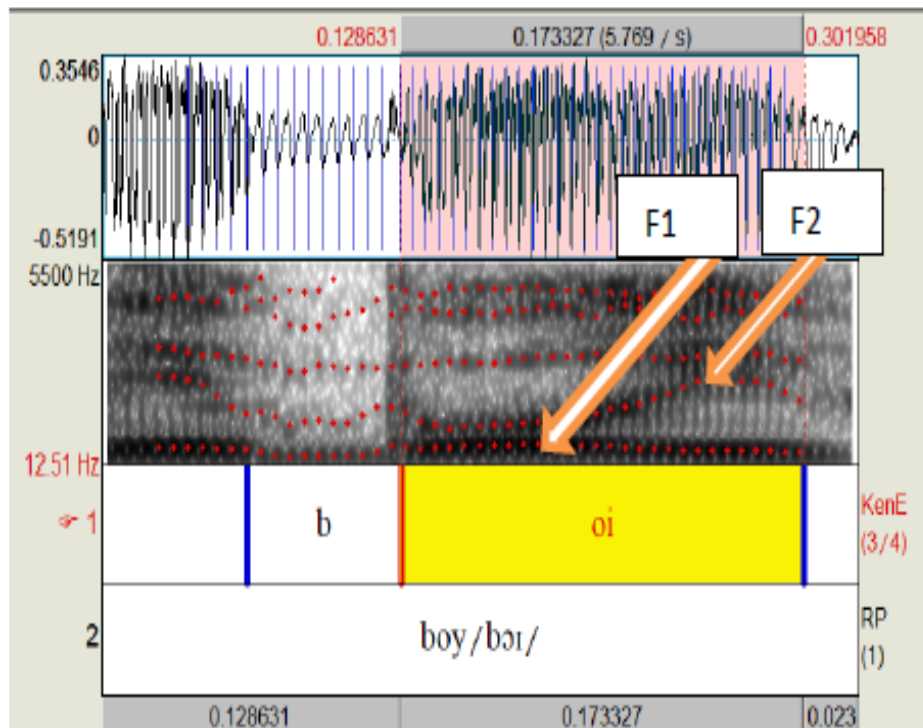 0.128631 0.173327 (5.769 / s) 0.301958
0.3546
0
-0.5191
F1 F2
5500 Hz
12.51 Hz
☞ 1 b oi KenE
(3/4)
2 boy /bɔɪ/ RP
(1)
0.128631 0.173327 0.023